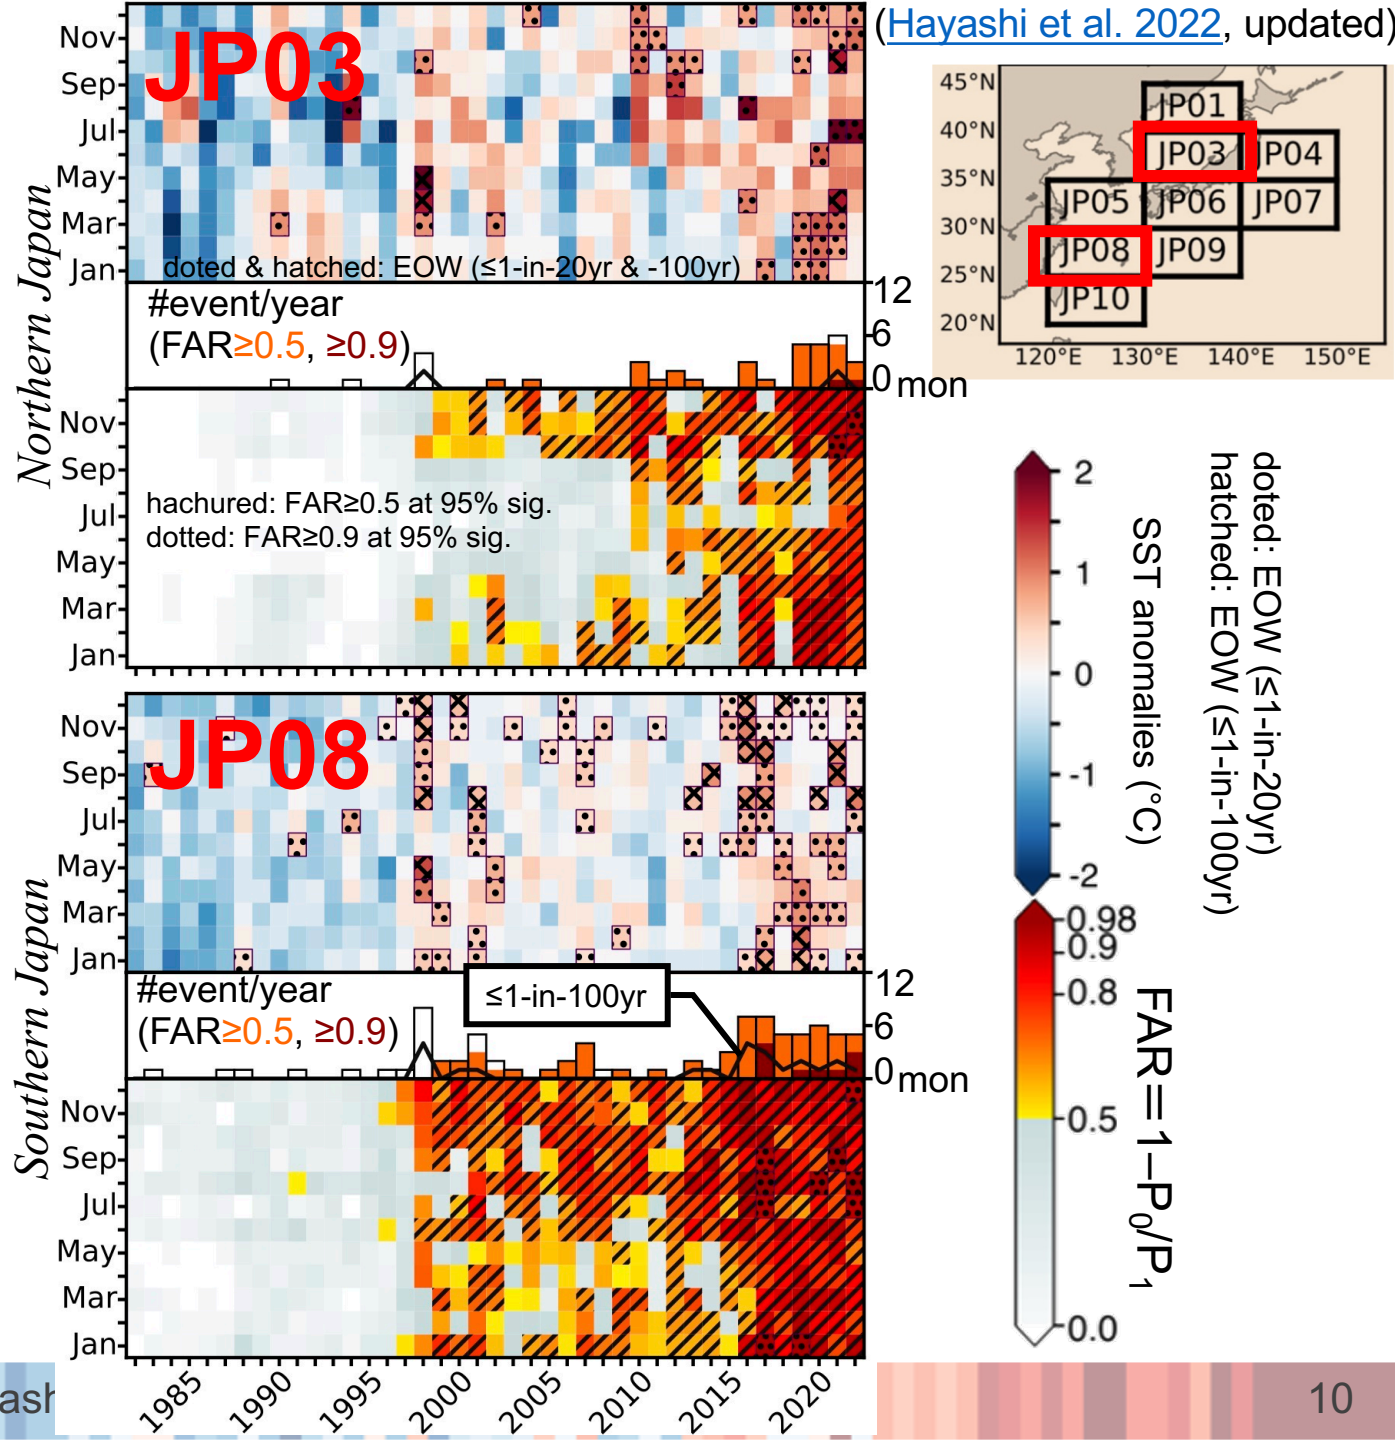 (Hayashi et al. 2022, updated)
Northern Japan
JP03
Nov
Sep
Jul
May
Mar
Jan
doted & hatched: EOW (≤1-in-20yr & -100yr)
#event/year
(FAR≥0.5, ≥0.9)
12
6
0 mon
Nov
Sep
Jul
May
Mar
Jan
hachured: FAR≥0.5 at 95% sig.
dotted: FAR≥0.9 at 95% sig.
Southern Japan
JP08
Nov
Sep
Jul
May
Mar
Jan
#event/year
(FAR≥0.5, ≥0.9)
≤1-in-100yr
12
6
0 mon
Nov
Sep
Jul
May
Mar
Jan
1985 1990 1995 2000 2005 2010 2015 2020
45°N
40°N
35°N
30°N
25°N
20°N
120°E 130°E 140°E 150°E
JP01
JP03 JP04
JP05 JP06 JP07
JP08 JP09
JP10
2
1
0
-1
-2
SST anomalies (°C)
doted: EOW (≤1-in-20yr)
hatched: EOW (≤1-in-100yr)
0.98
0.9
0.8
0.5
0.0
FAR=1–P₀/P₁
10